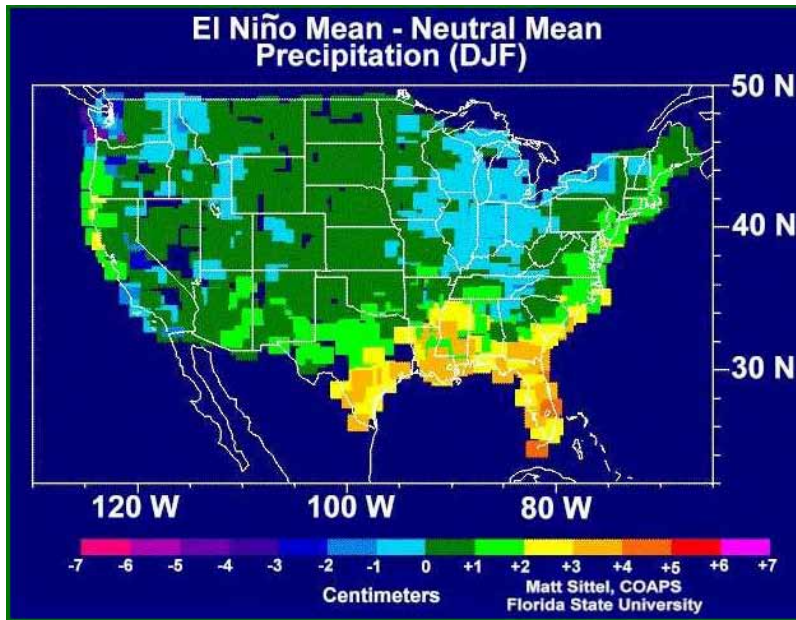 El Niño Mean - Neutral Mean
Precipitation (DJF)
50 N
40 N
30 N
120 W 100 W 80 W
-7 -6 -5 -4 -3 -2 -1 0 +1 +2 +3 +4 +5 +6 +7
Centimeters
Matt Sittel, COAPS
Florida State University